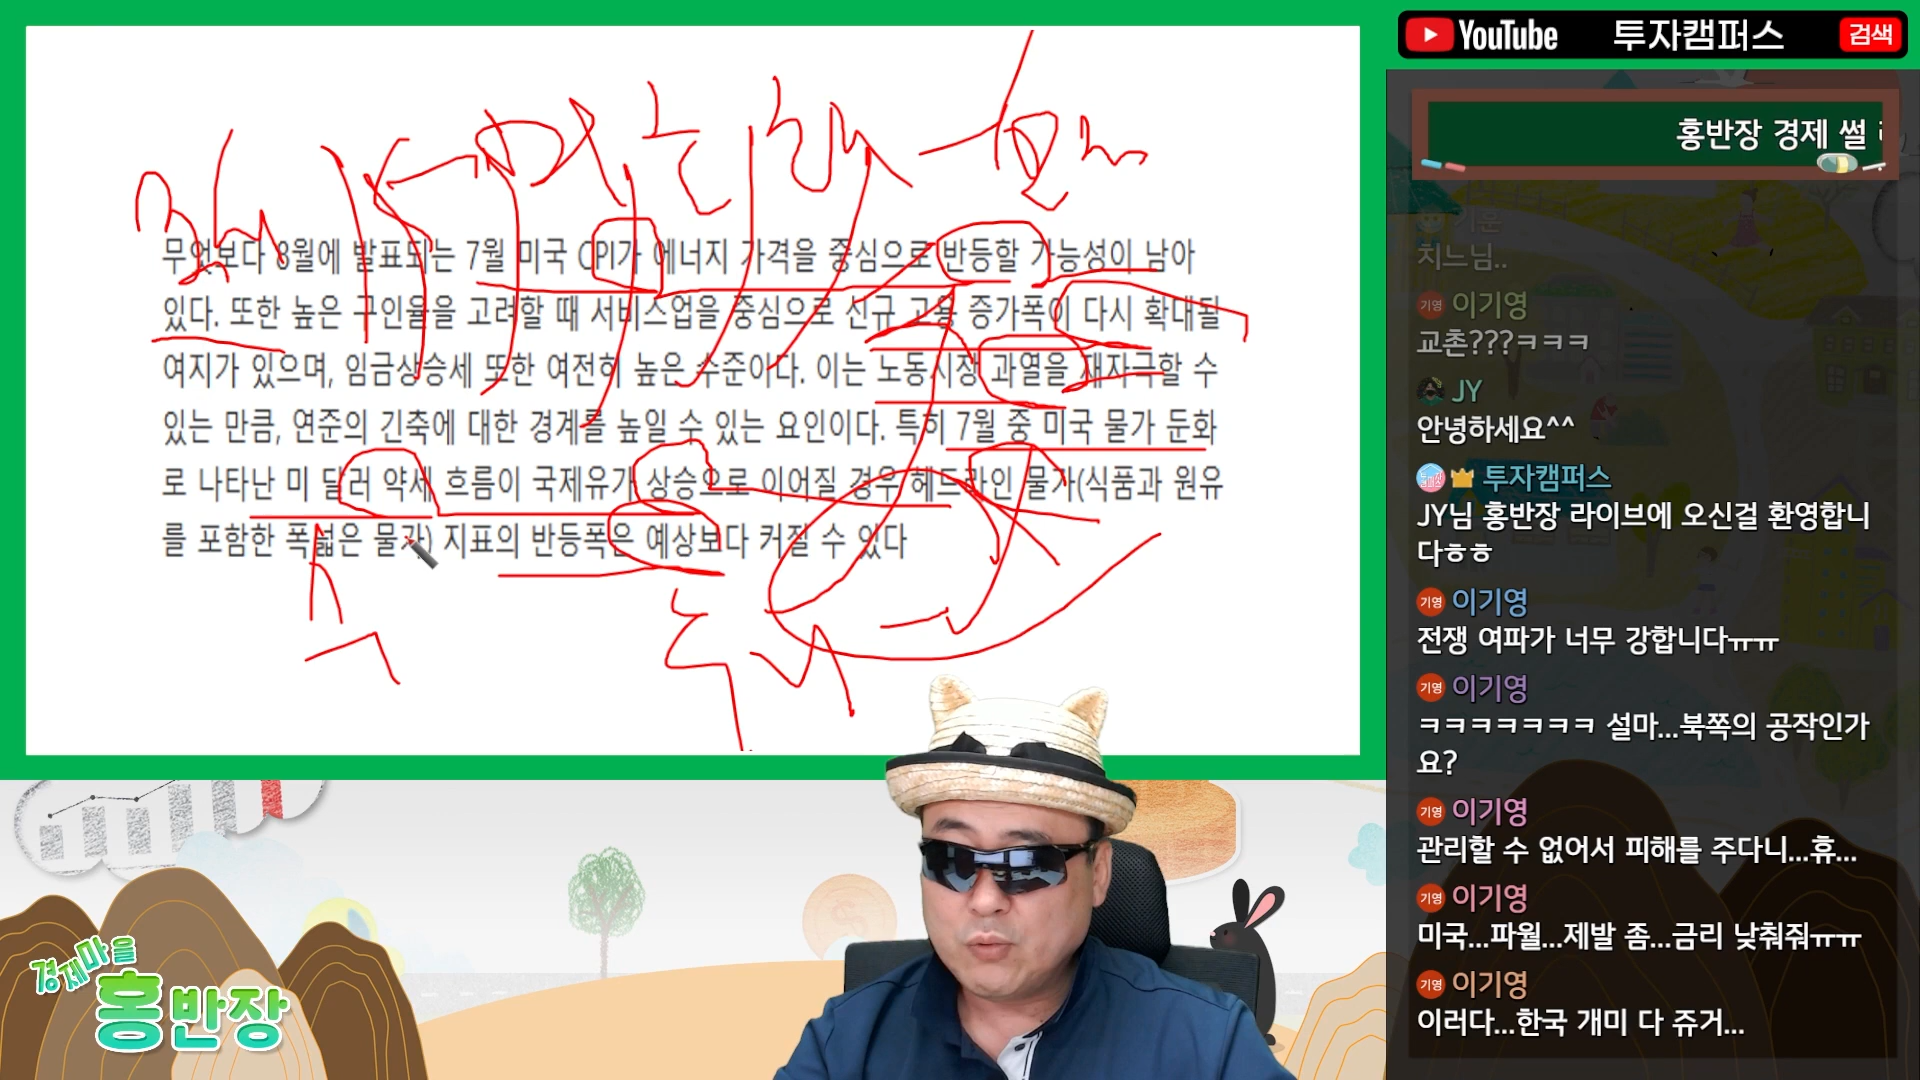 무엇보다 8월에 발표되는 7월 미국 CPI가 에너지 가격을 중심으로 반등할 가능성이 남아
있다. 또한 높은 구인율을 고려할 때 서비스업을 중심으로 신규 고용 증가폭이 다시 확대될
여지가 있으며, 임금상승세 또한 여전히 높은 수준이다. 이는 노동시장 과열을 재자극할 수
있는 만큼, 연준의 긴축에 대한 경계를 높일 수 있는 요인이다. 특히 7월 중 미국 물가 둔화
로 나타난 미 달러 약세 흐름이 국제유가 상승으로 이어질 경우 헤드라인 물가(식품과 원유
를 포함한 폭넓은 물가) 지표의 반등폭은 예상보다 커질 수 있다
경제마을
홍반장
YouTube 투자캠퍼스 검색
홍반장 경제 썰
치느님..
기영 이기영
교촌???ㅋㅋㅋ
JY
안녕하세요^^
투자캠퍼스
JY님 홍반장 라이브에 오신걸 환영합니
다ㅎㅎ
기영 이기영
전쟁 여파가 너무 강합니다ㅠㅠ
기영 이기영
ㅋㅋㅋㅋㅋㅋㅋ 설마...북쪽의 공작인가
요?
기영 이기영
관리할 수 없어서 피해를 주다니...휴...
기영 이기영
미국...파월...제발 좀...금리 낮춰줘ㅠㅠ
기영 이기영
이러다...한국 개미 다 쥬거...